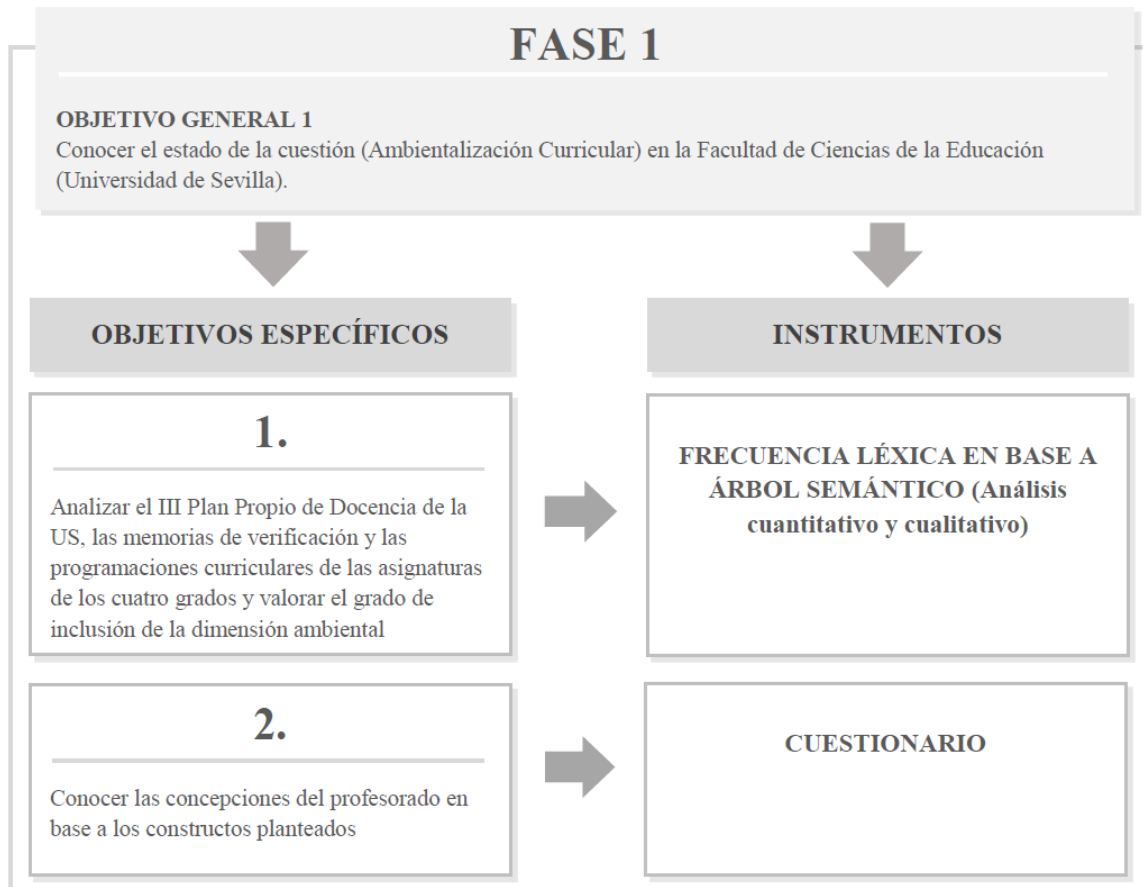 FASE 1
OBJETIVO GENERAL 1
Conocer el estado de la cuestión (Ambientalización Curricular) en la Facultad de Ciencias de la Educación
(Universidad de Sevilla).
OBJETIVOS ESPECÍFICOS
INSTRUMENTOS
1.
Analizar el III Plan Propio de Docencia de la
US, las memorias de verificación y las
programaciones curriculares de las asignaturas
de los cuatro grados y valorar el grado de
inclusión de la dimensión ambiental
FRECUENCIA LÉXICA EN BASE A
ÁRBOL SEMÁNTICO (Análisis
cuantitativo y cualitativo)
2.
Conocer las concepciones del profesorado en
base a los constructos planteados
CUESTIONARIO